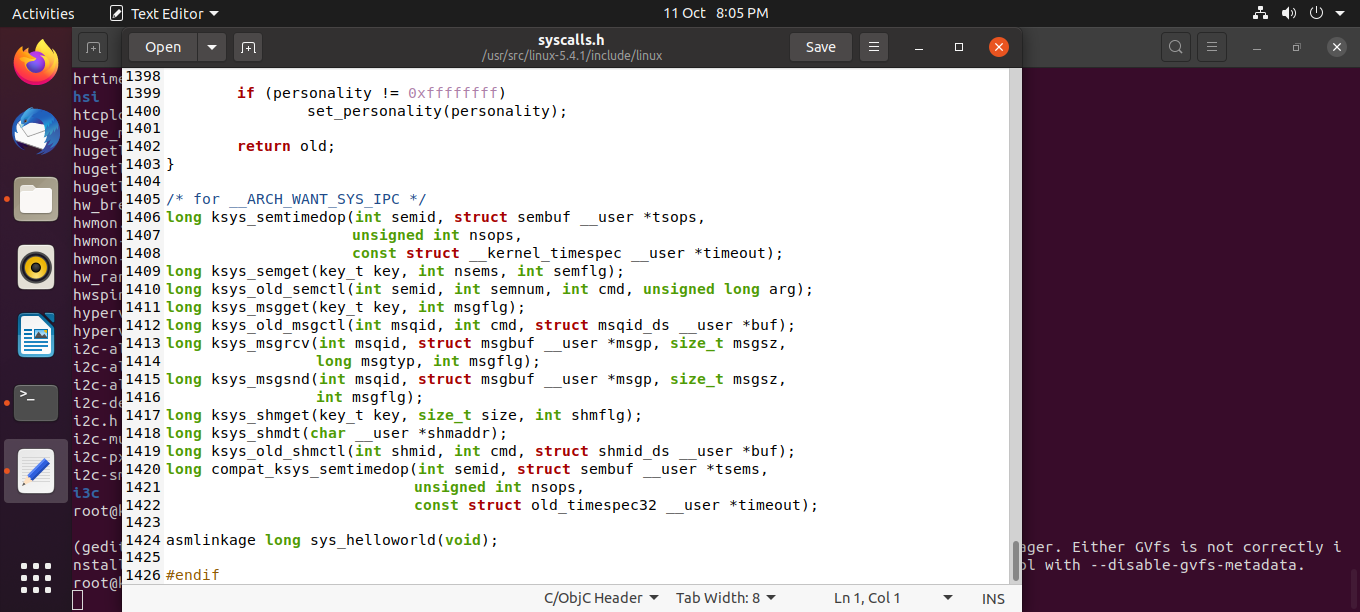 Activities Text Editor 11 Oct 8:05 PM
Open syscalls.h Save
/usr/src/linux-5.4.1/include/linux
hrtime
hsi
htcplo
huge_m
hugetl
hugetl
hugetl
hw_bre
hwmon
hwmon-
hwmon-
hw_ran
hwspin
hyperv
hyperv
i2c-al
i2c-al
i2c-al
i2c-de
i2c.h
i2c-mu
i2c-px
i2c-sm
i3c
root@k
(gedit
nstall
root@k
1398
1399 if (personality != 0xffffffff)
1400 set_personality(personality);
1401
1402 return old;
1403 }
1404
1405 /* for __ARCH_WANT_SYS_IPC */
1406 long ksys_semtimedop(int semid, struct sembuf __user *tsops,
1407 unsigned int nsops,
1408 const struct __kernel_timespec __user *timeout);
1409 long ksys_semget(key_t key, int nsems, int semflg);
1410 long ksys_old_semctl(int semid, int semnum, int cmd, unsigned long arg);
1411 long ksys_msgget(key_t key, int msgflg);
1412 long ksys_old_msgctl(int msqid, int cmd, struct msqid_ds __user *buf);
1413 long ksys_msgrcv(int msqid, struct msgbuf __user *msgp, size_t msgsz,
1414 long msgtyp, int msgflg);
1415 long ksys_msgsnd(int msqid, struct msgbuf __user *msgp, size_t msgsz,
1416 int msgflg);
1417 long ksys_shmget(key_t key, size_t size, int shmflg);
1418 long ksys_shmdt(char __user *shmaddr);
1419 long ksys_old_shmctl(int shmid, int cmd, struct shmid_ds __user *buf);
1420 long compat_ksys_semtimedop(int semid, struct sembuf __user *tsems,
1421 unsigned int nsops,
1422 const struct old_timespec32 __user *timeout);
1423
1424 asmlinkage long sys_helloworld(void);
1425
1426 #endif
ager. Either GVfs is not correctly i
ol with --disable-gvfs-metadata.
C/ObjC Header Tab Width: 8 Ln 1, Col 1 INS